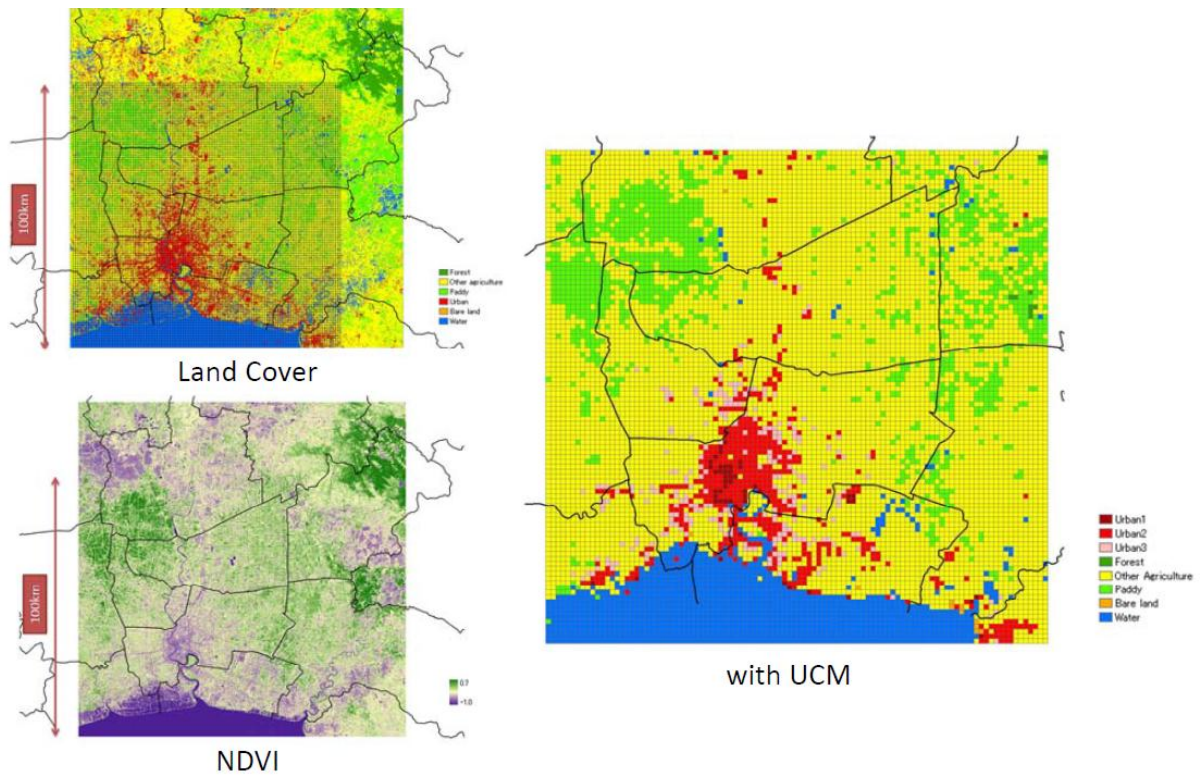 100km
Forest
Other agriculture
Paddy
Urban
Bare land
Water
Land Cover
100km
0.7
-1.0
NDVI
Urban1
Urban2
Urban3
Forest
Other Agriculture
Paddy
Bare land
Water
with UCM